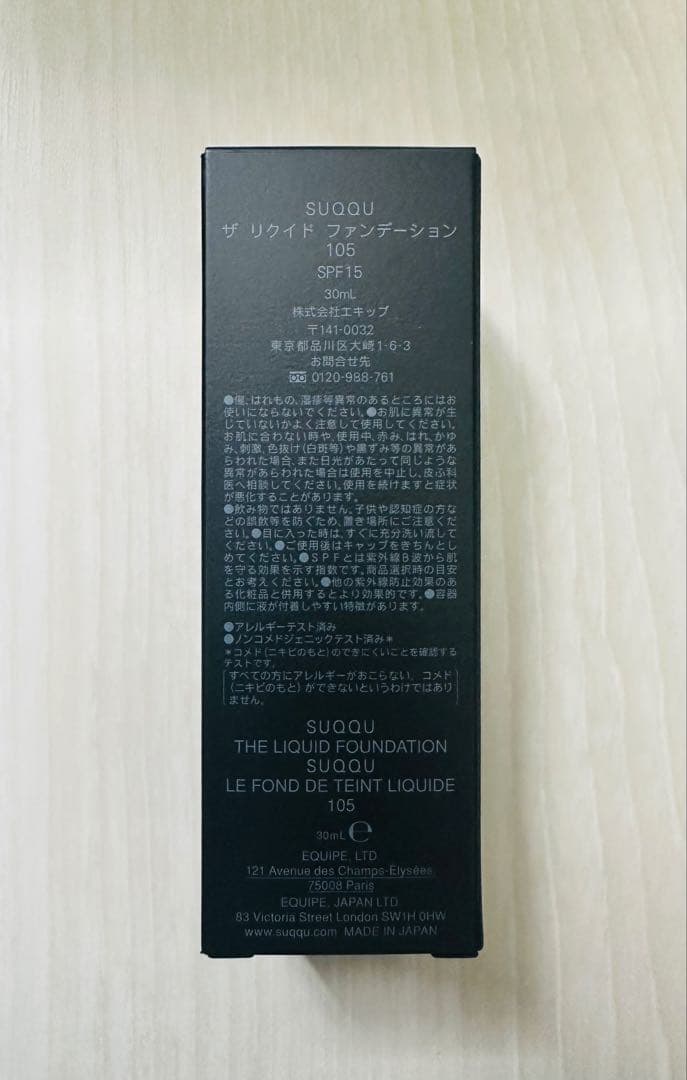 SUQQU
ザ リクイド ファンデーション
105
SPF15
30mL
株式会社エキップ
〒141-0032
東京都品川区大崎1-6-3
お問合せ先
0120-988-761
●傷、はれもの、湿疹等異常のあるところにはお
使いにならないでください。●お肌に異常が生
じていないかよく注意して使用してください。
お肌に合わない時や、使用中、赤み、はれ、かゆ
み、刺激、色抜け(白斑等)や黒ずみ等の異常があ
らわれた場合、また日光があたって同じような
異常があらわれた場合は使用を中止し、皮ふ科
医へ相談してください。使用を続けますと症状
が悪化することがあります。
●飲み物ではありません。子供や認知症の方な
どの誤飲等を防ぐため、置き場所にご注意くだ
さい。●目に入った時は、すぐに充分洗い流して
ください。●ご使用後はキャップをきちんとし
めてください。●SPFとは紫外線B波から肌
を守る効果を示す指数です。商品選択時の目安
とお考えください。●他の紫外線防止効果のあ
る化粧品と併用するとより効果的です。●容器
内側に液が付着しやすい特徴があります。
●アレルギーテスト済み
●ノンコメドジェニックテスト済み*
*コメド(ニキビのもと)のできにくいことを確認する
テストです。
すべての方にアレルギーがおこらない、コメド
(ニキビのもと)ができないというわけではあり
ません。
SUQQU
THE LIQUID FOUNDATION
SUQQU
LE FOND DE TEINT LIQUIDE
105
30mL ℮
EQUIPE, LTD
121 Avenue des Champs-Élysées,
75008 Paris
EQUIPE, JAPAN LTD
83 Victoria Street London SW1H 0HW
www.suqqu.com MADE IN JAPAN